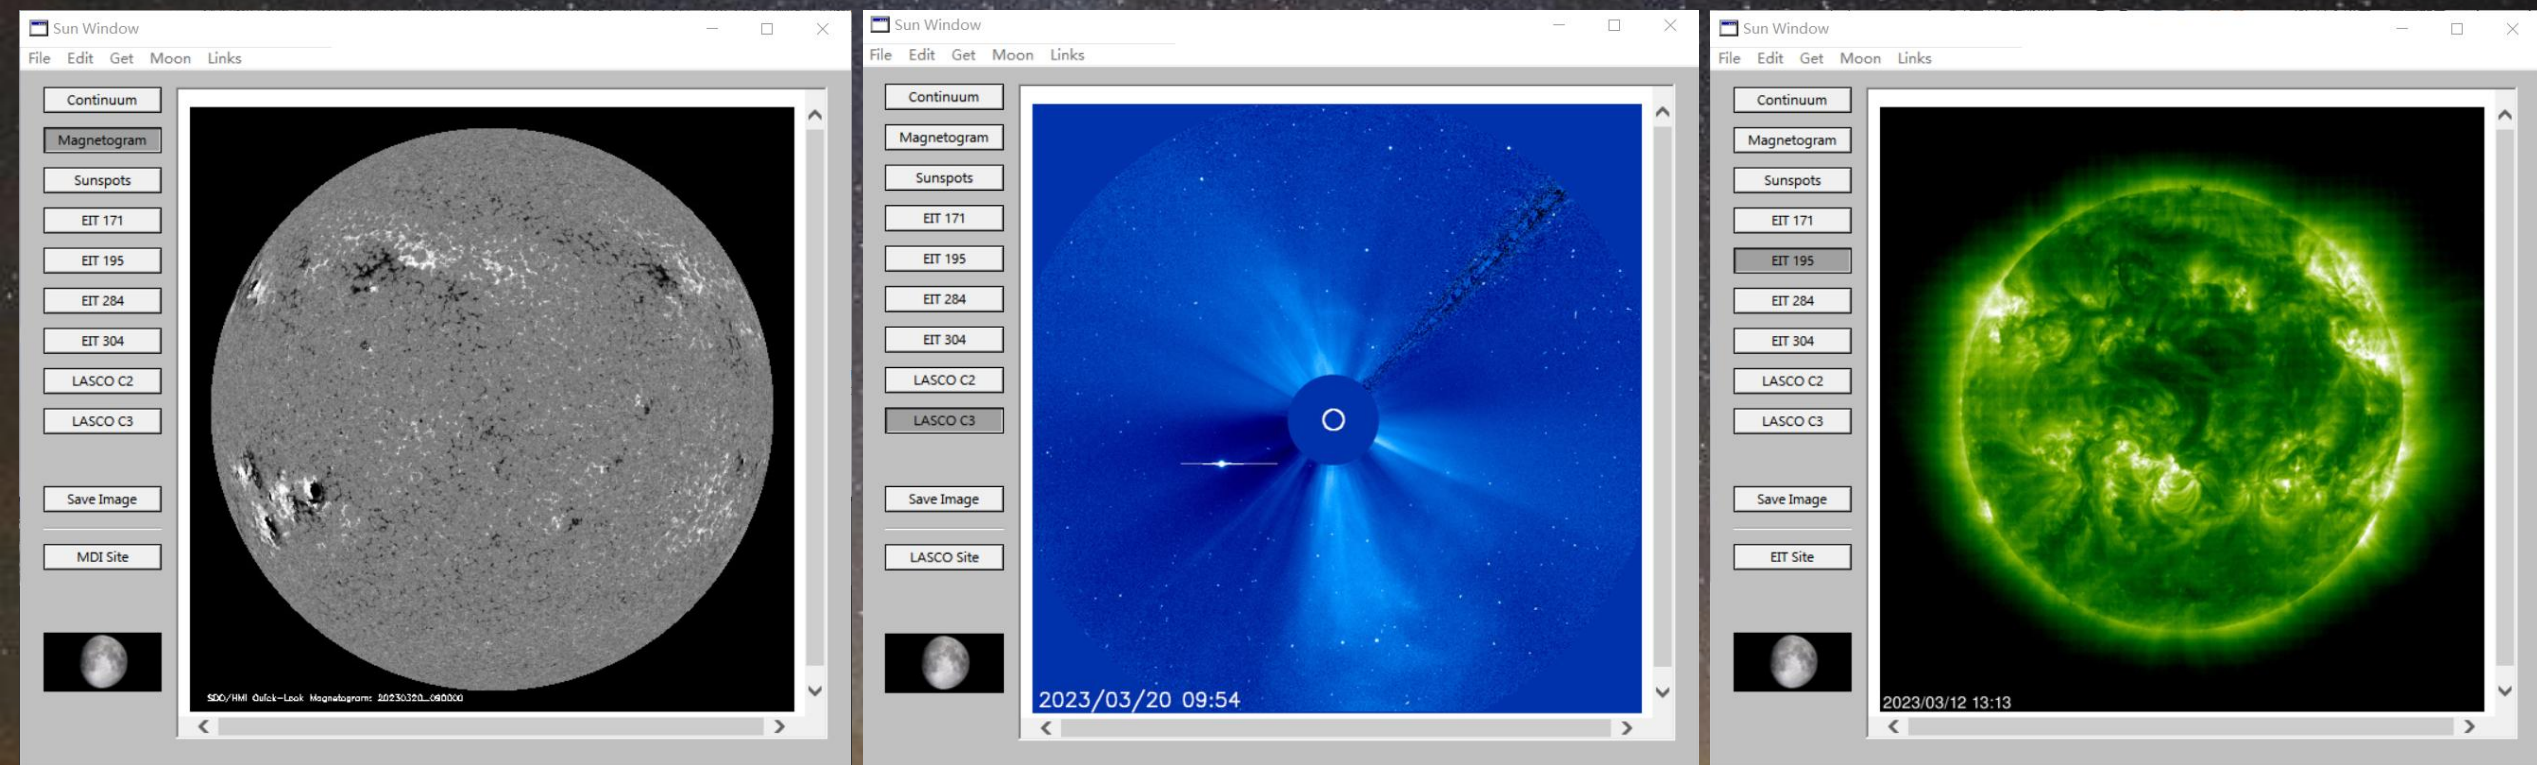 Sun Window
File Edit Get Moon Links
Continuum
Magnetogram
Sunspots
EIT 171
EIT 195
EIT 284
EIT 304
LASCO C2
LASCO C3
Save Image
MDI Site
SDO/HMI Quick-Look Magnetogram: 20230320_090000
Sun Window
File Edit Get Moon Links
Continuum
Magnetogram
Sunspots
EIT 171
EIT 195
EIT 284
EIT 304
LASCO C2
LASCO C3
Save Image
LASCO Site
2023/03/20 09:54
Sun Window
File Edit Get Moon Links
Continuum
Magnetogram
Sunspots
EIT 171
EIT 195
EIT 284
EIT 304
LASCO C2
LASCO C3
Save Image
EIT Site
2023/03/12 13:13